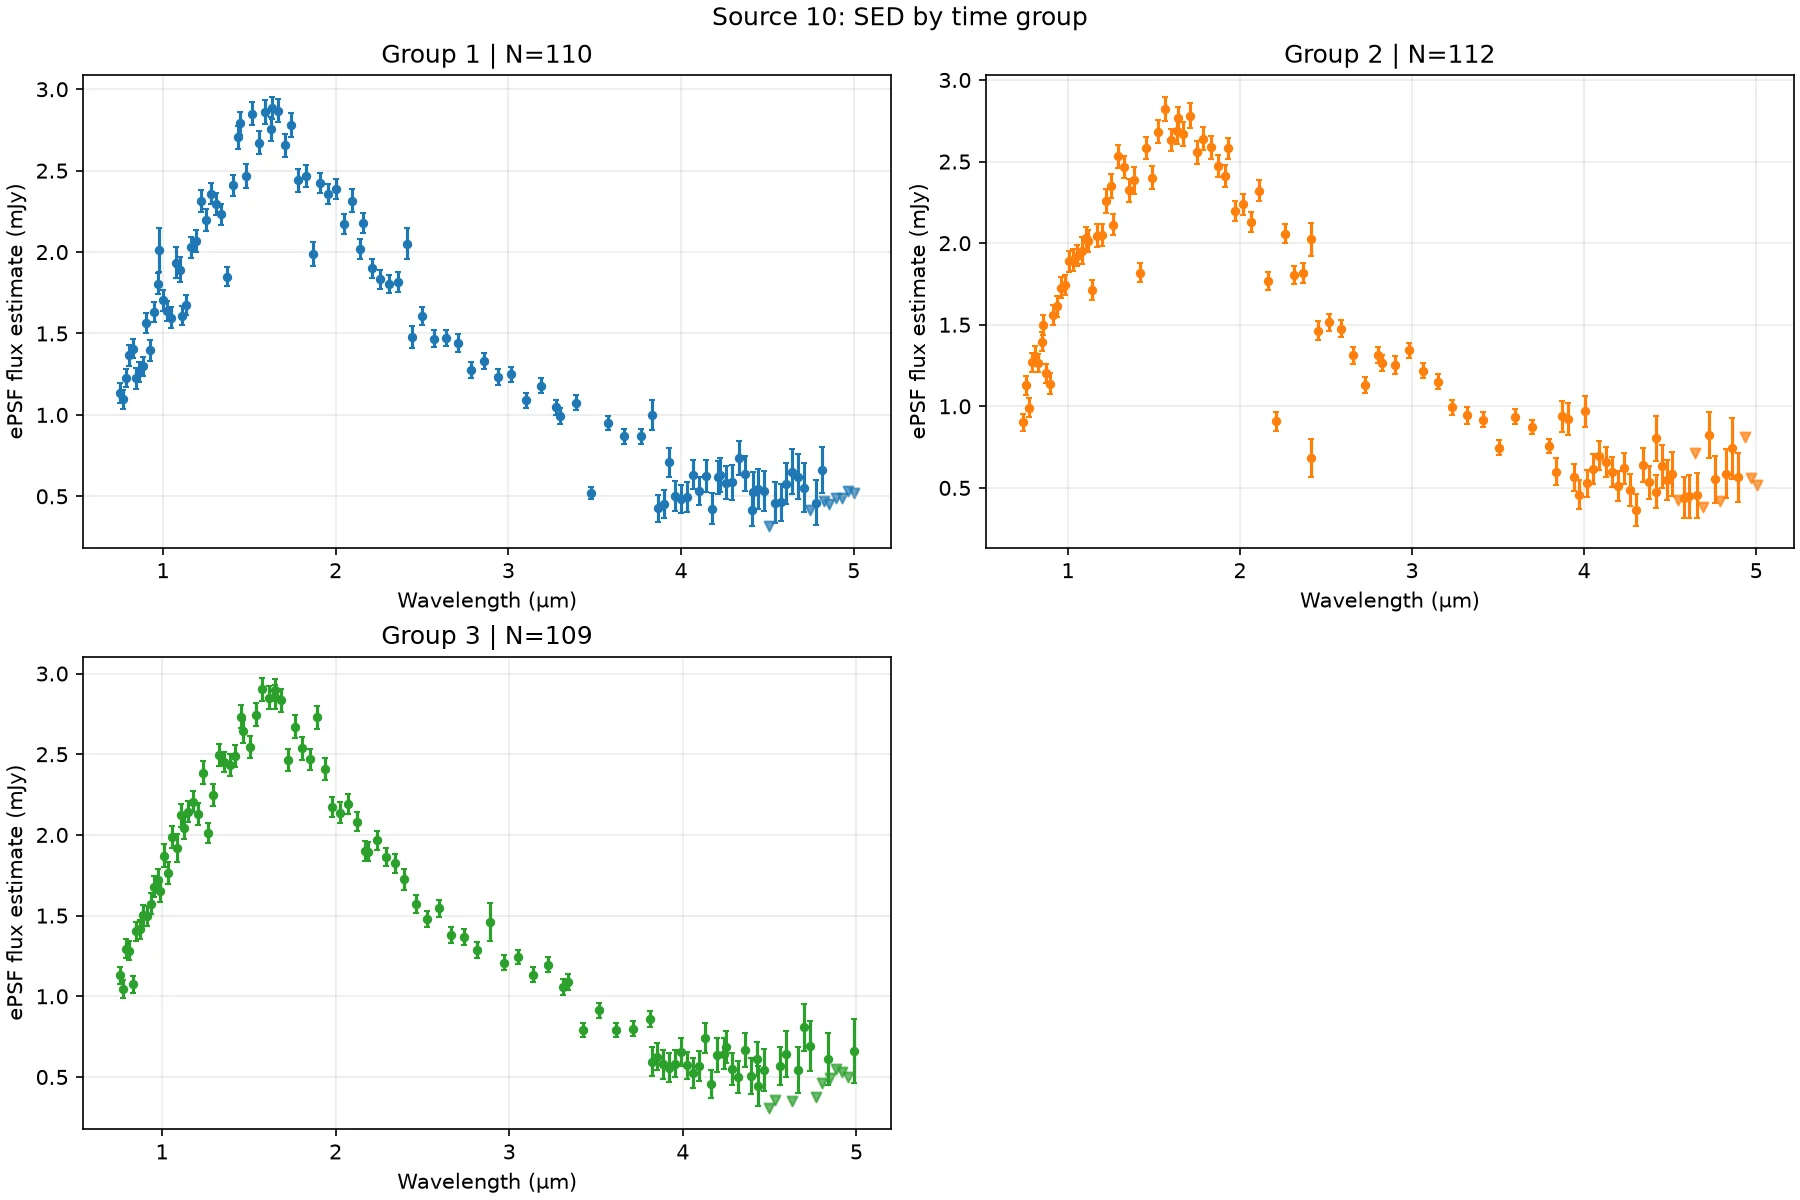 Source 10: SED by time group
Group 1 | N=110
ePSF flux estimate (mJy)
3.0
2.5
2.0
1.5
1.0
0.5
1 2 3 4 5
Wavelength (μm)
Group 2 | N=112
ePSF flux estimate (mJy)
3.0
2.5
2.0
1.5
1.0
0.5
1 2 3 4 5
Wavelength (μm)
Group 3 | N=109
ePSF flux estimate (mJy)
3.0
2.5
2.0
1.5
1.0
0.5
1 2 3 4 5
Wavelength (μm)